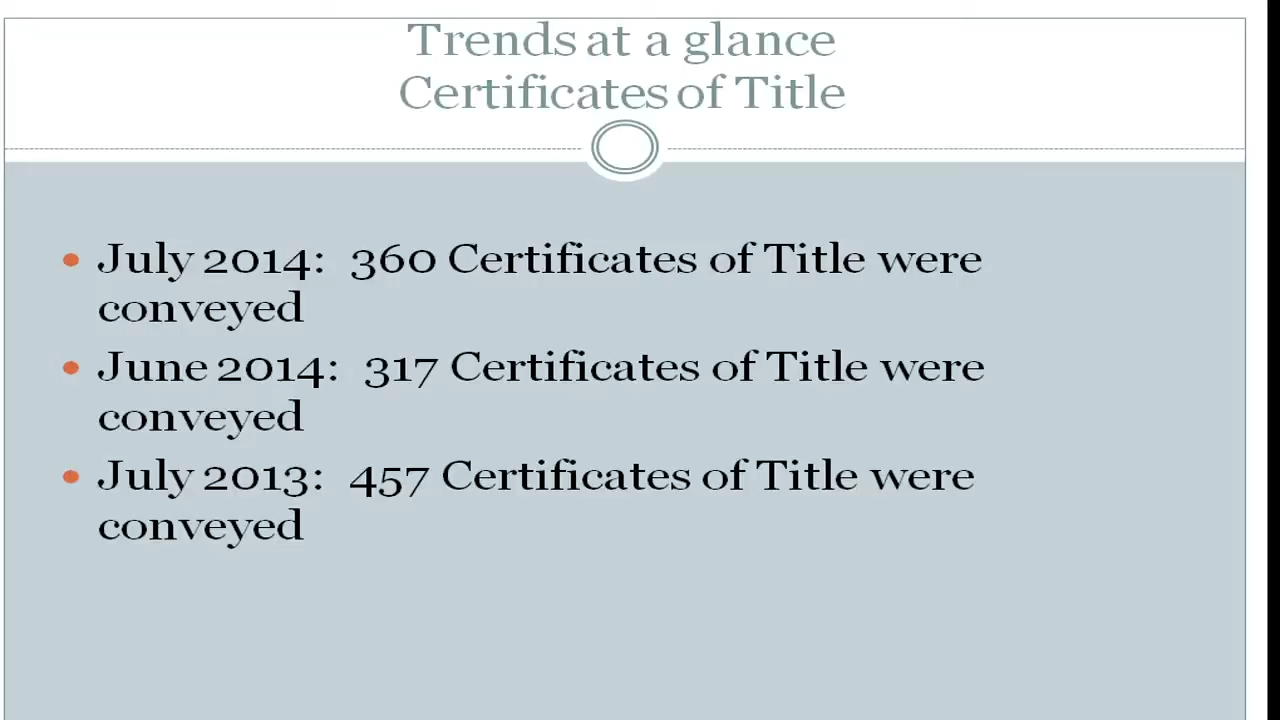 Trends at a glance
Certificates of Title
• July 2014: 360 Certificates of Title were
conveyed
• June 2014: 317 Certificates of Title were
conveyed
• July 2013: 457 Certificates of Title were
conveyed